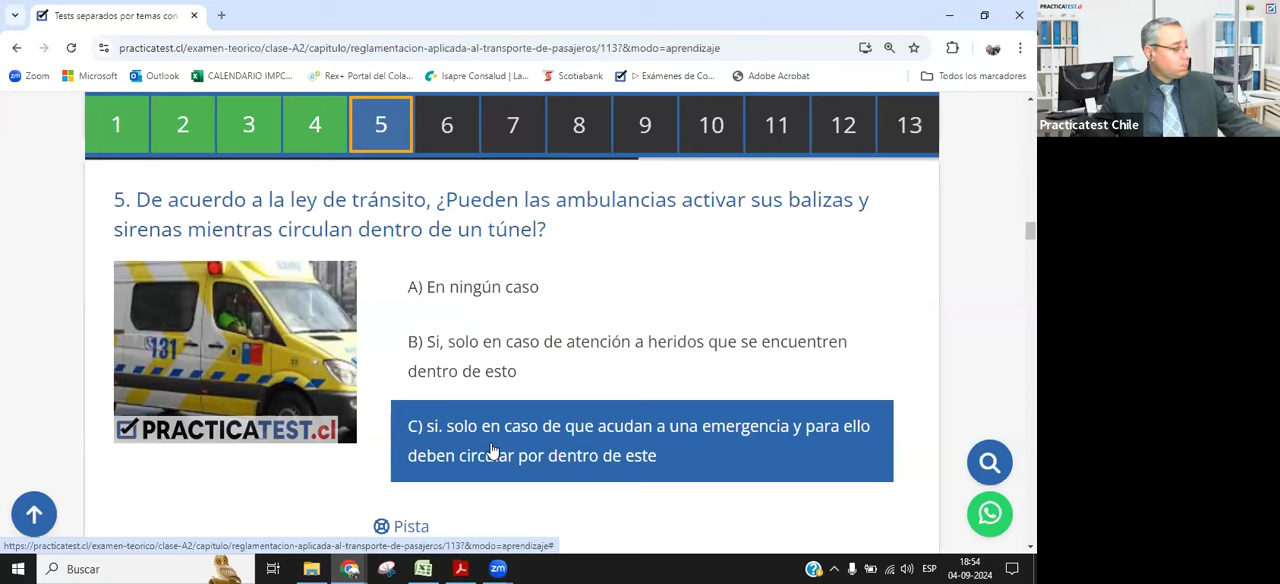 Tests separados por temas con
practicatest.cl/examen-teorico/clase-A2/capitulo/reglamentacion-aplicada-al-transporte-de-pasajeros/113?&modo=aprendizaje
Zoom
Microsoft
Outlook
CALENDARIO IMPC...
Rex+ Portal del Cola...
Isapre Consalud | La...
Scotiabank
▷ Exámenes de Co...
Adobe Acrobat
Todos los marcadores
PRACTICATEST.cl
Practicatest Chile
1 2 3 4 5 6 7 8 9 10 11 12 13
5. De acuerdo a la ley de tránsito, ¿Pueden las ambulancias activar sus balizas y
sirenas mientras circulan dentro de un túnel?
SAMU
131
PRACTICATEST.cl
A) En ningún caso
B) Si, solo en caso de atención a heridos que se encuentren
dentro de esto
C) si. solo en caso de que acudan a una emergencia y para ello
deben circular por dentro de este
Pista
https://practicatest.cl/examen-teorico/clase-A2/capitulo/reglamentacion-aplicada-al-transporte-de-pasajeros/113?&modo=aprendizaje#
Buscar
zm
ESP
18:54
04-09-2024